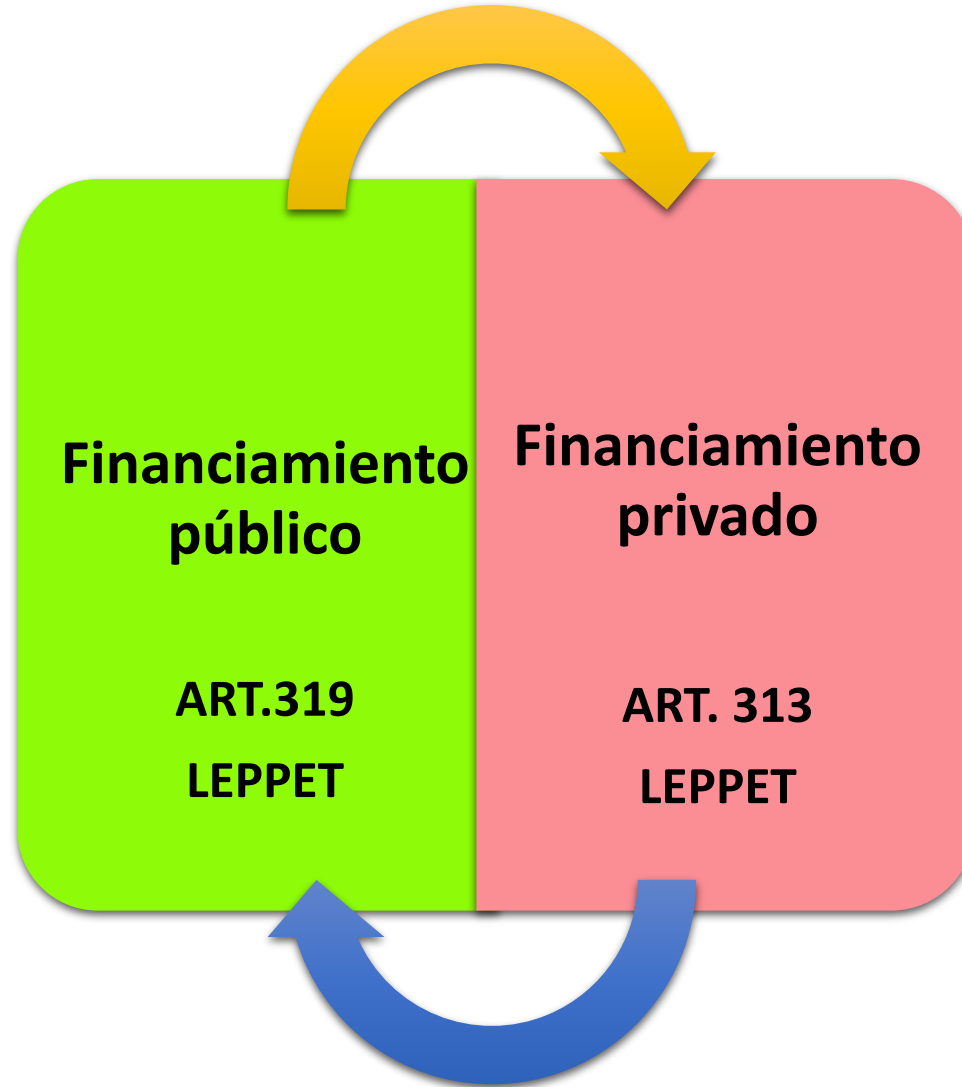 Financiamiento
público
ART.319
LEPPET
Financiamiento
privado
ART. 313
LEPPET